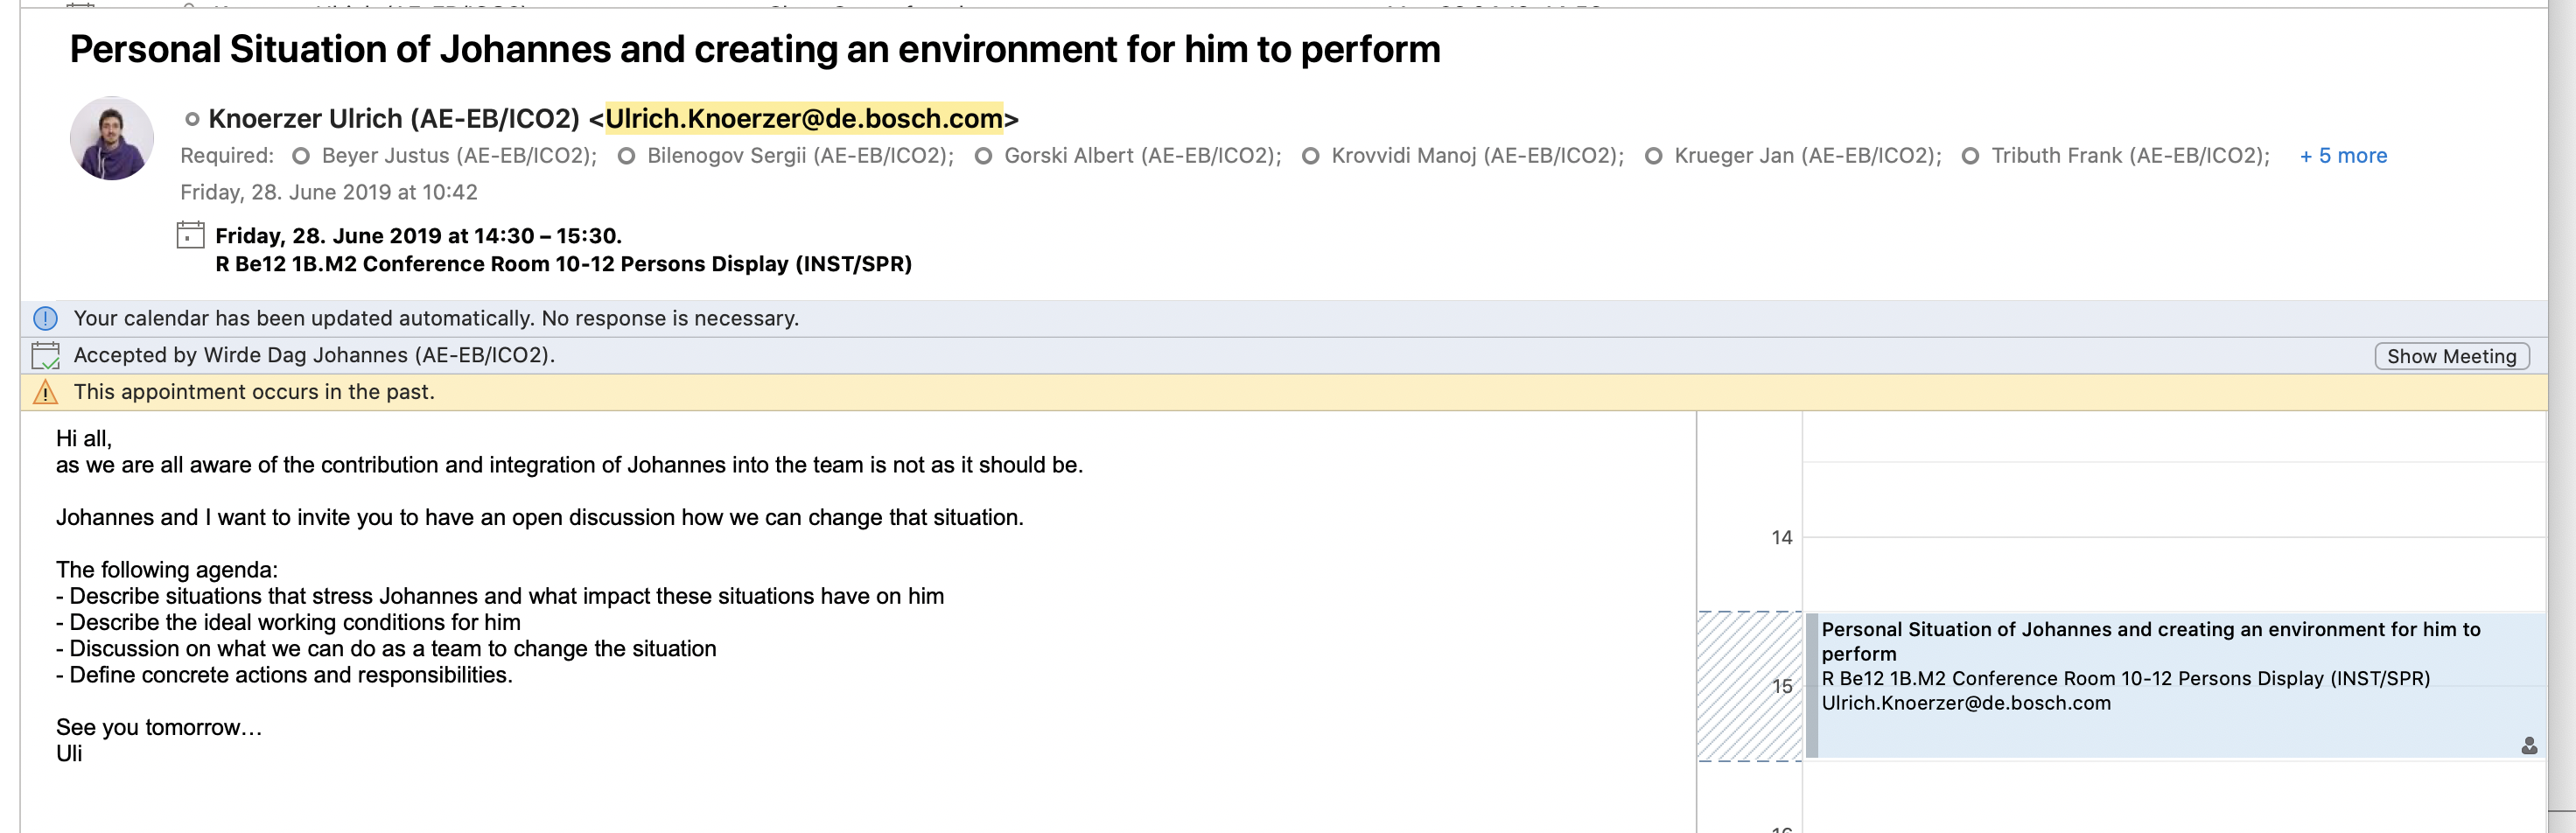 Personal Situation of Johannes and creating an environment for him to perform
Knoerzer Ulrich (AE-EB/ICO2) <Ulrich.Knoerzer@de.bosch.com>
Required: Beyer Justus (AE-EB/ICO2); Bilenogov Sergii (AE-EB/ICO2); Gorski Albert (AE-EB/ICO2); Krovvidi Manoj (AE-EB/ICO2); Krueger Jan (AE-EB/ICO2); Tributh Frank (AE-EB/ICO2); + 5 more
Friday, 28. June 2019 at 10:42
Friday, 28. June 2019 at 14:30 – 15:30.
R Be12 1B.M2 Conference Room 10-12 Persons Display (INST/SPR)
Your calendar has been updated automatically. No response is necessary.
Accepted by Wirde Dag Johannes (AE-EB/ICO2).
Show Meeting
This appointment occurs in the past.
Hi all,
as we are all aware of the contribution and integration of Johannes into the team is not as it should be.
Johannes and I want to invite you to have an open discussion how we can change that situation.
The following agenda:
- Describe situations that stress Johannes and what impact these situations have on him
- Describe the ideal working conditions for him
- Discussion on what we can do as a team to change the situation
- Define concrete actions and responsibilities.
See you tomorrow…
Uli
14
15
Personal Situation of Johannes and creating an environment for him to
perform
R Be12 1B.M2 Conference Room 10-12 Persons Display (INST/SPR)
Ulrich.Knoerzer@de.bosch.com